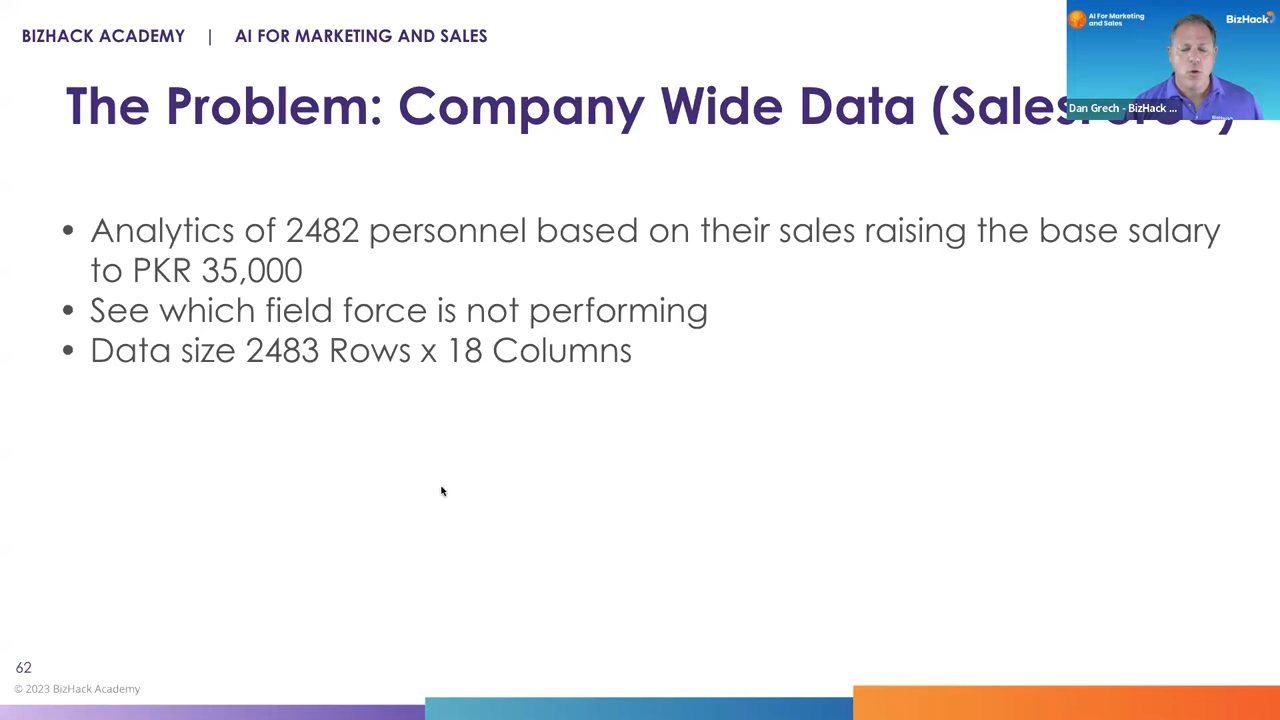 BIZHACK ACADEMY | AI FOR MARKETING AND SALES
AI For Marketing
and Sales
BizHack
Dan Grech - BizHack ...
The Problem: Company Wide Data
• Analytics of 2482 personnel based on their sales raising the base salary
to PKR 35,000
• See which field force is not performing
• Data size 2483 Rows x 18 Columns
62
© 2023 BizHack Academy